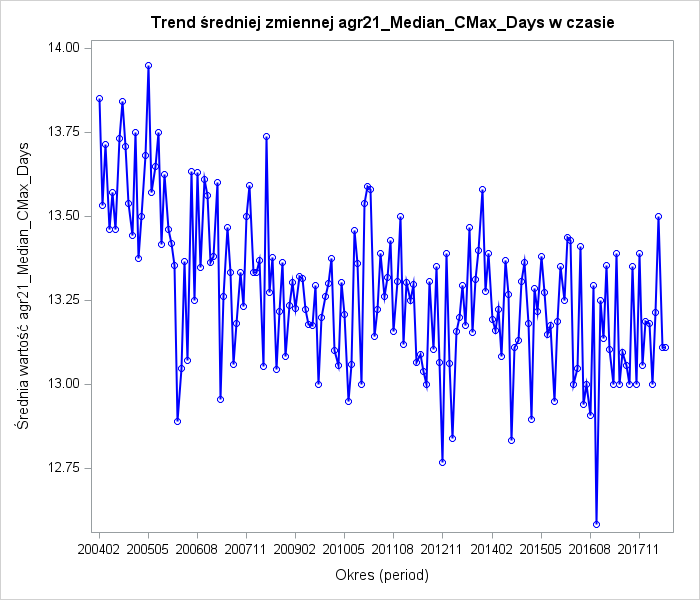 Trend średniej zmiennej agr21_Median_CMax_Days w czasie
Średnia wartość agr21_Median_CMax_Days
14.00
13.75
13.50
13.25
13.00
12.75
200402 200505 200608 200711 200902 201005 201108 201211 201402 201505 201608 201711
Okres (period)